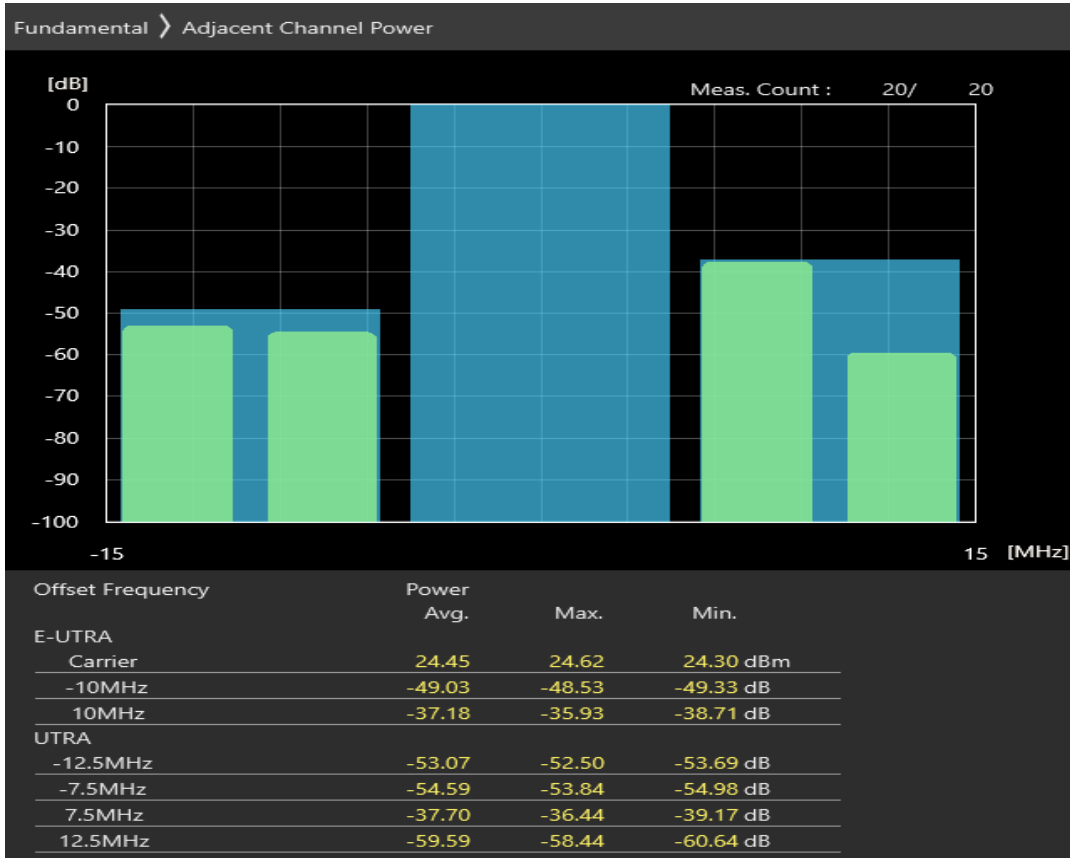 Fundamental 〉 Adjacent Channel Power
[dB]
Meas. Count : 20/ 20
0
-10
-20
-30
-40
-50
-60
-70
-80
-90
-100
-15 15 [MHz]
Offset Frequency Power
Avg. Max. Min.
E-UTRA
Carrier 24.45 24.62 24.30 dBm
-10MHz -49.03 -48.53 -49.33 dB
10MHz -37.18 -35.93 -38.71 dB
UTRA
-12.5MHz -53.07 -52.50 -53.69 dB
-7.5MHz -54.59 -53.84 -54.98 dB
7.5MHz -37.70 -36.44 -39.17 dB
12.5MHz -59.59 -58.44 -60.64 dB